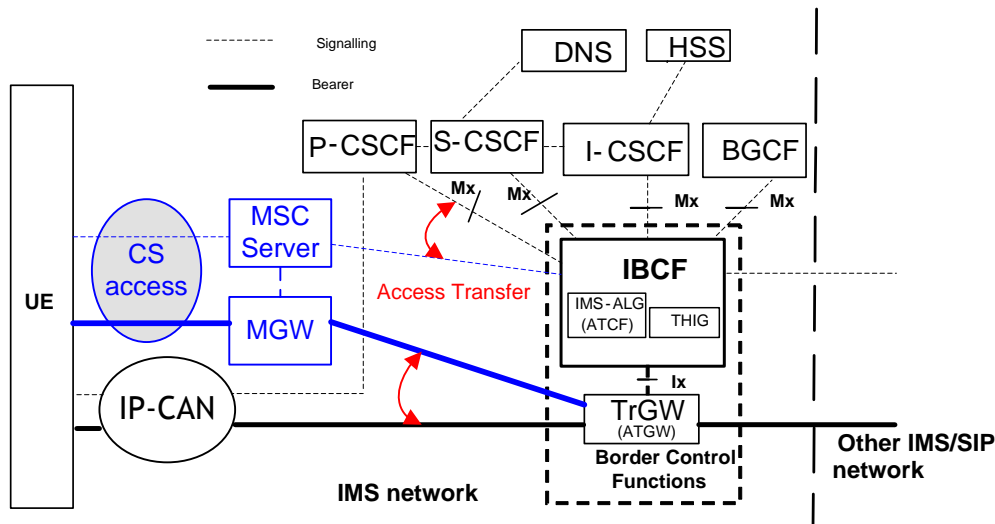 Signalling
Bearer
DNS
HSS
P-CSCF
S-CSCF
I-CSCF
BGCF
Mx
Mx
Mx
Mx
UE
CS
access
MSC
Server
Access Transfer
MGW
IBCF
IMS-ALG
(ATCF)
THIG
Ix
IP-CAN
TrGW
(ATGW)
Border Control
Functions
IMS network
Other IMS/SIP
network